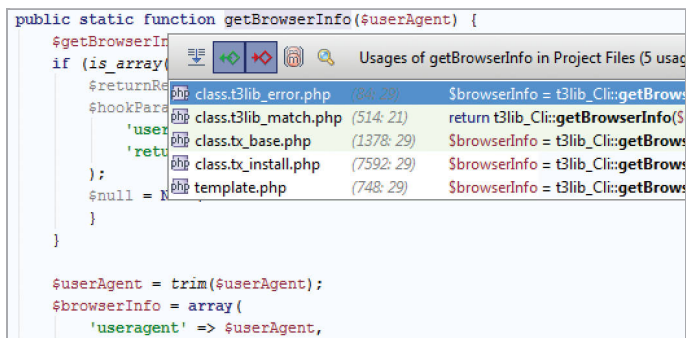 public static function getBrowserInfo($userAgent) {
$getBrowserIn
if (is_array(
Usages of getBrowserInfo in Project Files (5 usag
$returnRe
class.t3lib_error.php (84: 29) $browserInfo = t3lib_Cli::getBrows
$hookPara
class.t3lib_match.php (514: 21) return t3lib_Cli::getBrowserInfo($
'user
class.tx_base.php (1378: 29) $browserInfo = t3lib_Cli::getBrows
'retu
class.tx_install.php (7592: 29) $browserInfo = t3lib_Cli::getBrows
);
template.php (748: 29) $browserInfo = t3lib_Cli::getBrows
$null = N
}
}
$userAgent = trim($userAgent);
$browserInfo = array(
'useragent' => $userAgent,